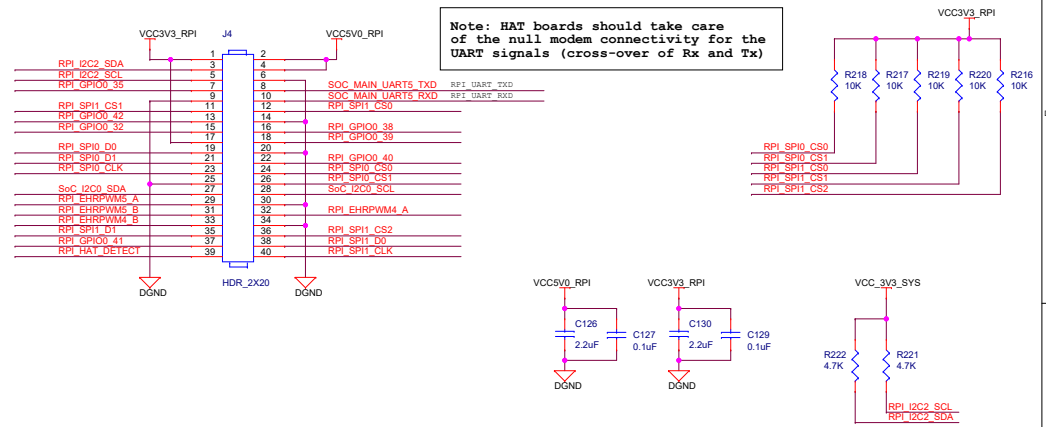 Note: HAT boards should take care
of the null modem connectivity for the
UART signals (cross-over of Rx and Tx)
VCC3V3_RPI
J4
VCC5V0_RPI
1 2
RPI_I2C2_SDA 3 4
RPI_I2C2_SCL 5 6
RPI_GPIO0_35 7 8 SOC_MAIN_UART5_TXD RPI_UART_TXD
9 10 SOC_MAIN_UART5_RXD RPI_UART_RXD
RPI_SPI1_CS1 11 12 RPI_SPI1_CS0
RPI_GPIO0_42 13 14
RPI_GPIO0_32 15 16 RPI_GPIO0_38
17 18 RPI_GPIO0_39
RPI_SPI0_D0 19 20
RPI_SPI0_D1 21 22 RPI_GPIO0_40
RPI_SPI0_CLK 23 24 RPI_SPI0_CS0
25 26 RPI_SPI0_CS1
SoC_I2C0_SDA 27 28 SoC_I2C0_SCL
RPI_EHRPWM5_A 29 30
RPI_EHRPWM5_B 31 32 RPI_EHRPWM4_A
RPI_EHRPWM4_B 33 34
RPI_SPI1_D1 35 36 RPI_SPI1_CS2
RPI_GPIO0_41 37 38 RPI_SPI1_D0
RPI_HAT_DETECT 39 40 RPI_SPI1_CLK
DGND
HDR_2X20
DGND
VCC3V3_RPI
R218 R217 R219 R220 R216
10K 10K 10K 10K 10K
RPI_SPI0_CS0
RPI_SPI0_CS1
RPI_SPI1_CS0
RPI_SPI1_CS1
RPI_SPI1_CS2
VCC5V0_RPI
C126
2.2uF
C127
0.1uF
DGND
VCC3V3_RPI
C130
2.2uF
C129
0.1uF
DGND
VCC_3V3_SYS
R222
4.7K
R221
4.7K
RPI_I2C2_SCL
RPI_I2C2_SDA